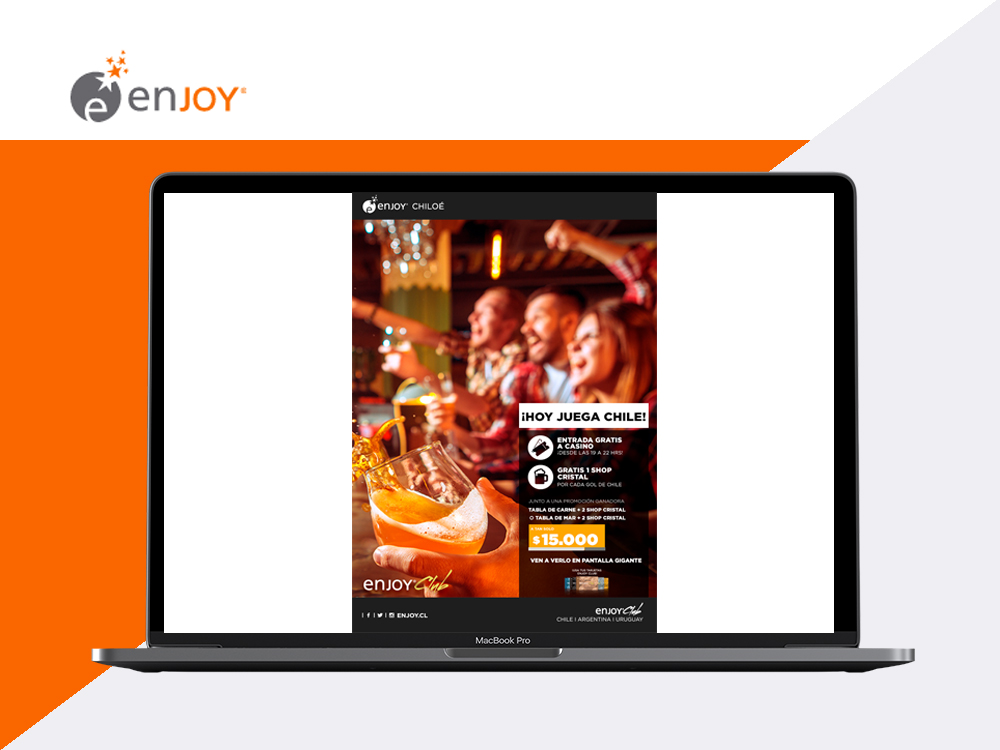 enJOY®
enJOY® CHILOÉ
¡HOY JUEGA CHILE!
ENTRADA GRATIS
A CASINO
¡DESDE LAS 19 A 22 HRS!
GRATIS 1 SHOP
CRISTAL
POR CADA GOL DE CHILE
JUNTO A UNA PROMOCIÓN GANADORA
TABLA DE CARNE + 2 SHOP CRISTAL
O TABLA DE MAR + 2 SHOP CRISTAL
$15.000
VEN A VERLO EN PANTALLA GIGANTE
enJOY Club
ENJOY.CL
enJOY Club
CHILE | ARGENTINA | URUGUAY
MacBook Pro